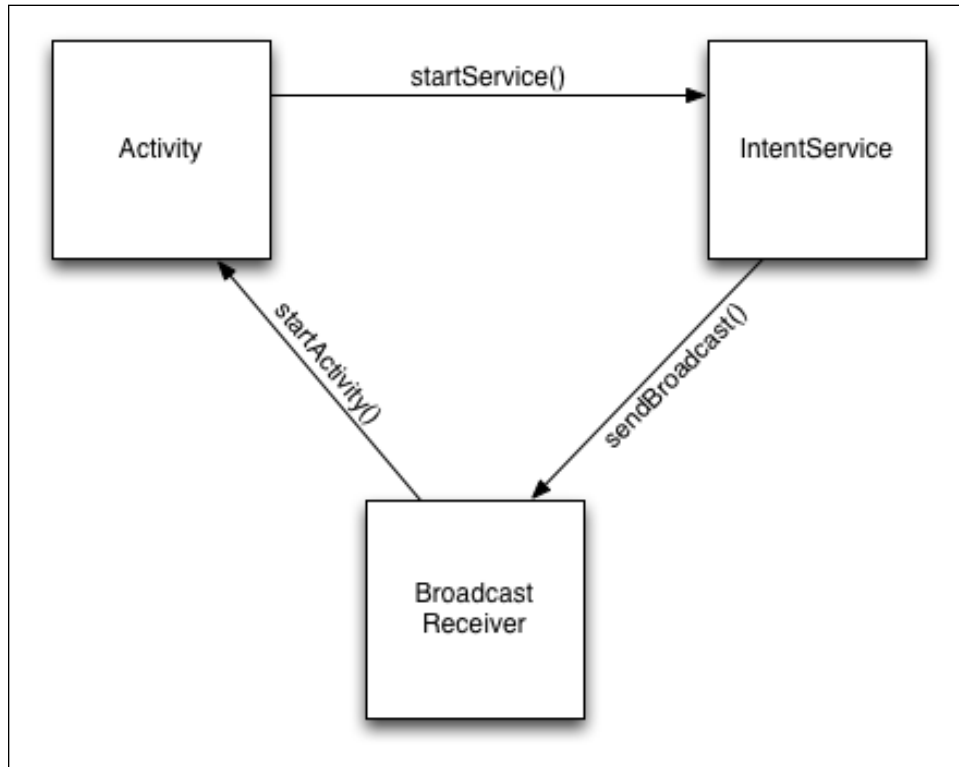 startService()
Activity
IntentService
startActivity()
sendBroadcast()
Broadcast
Receiver